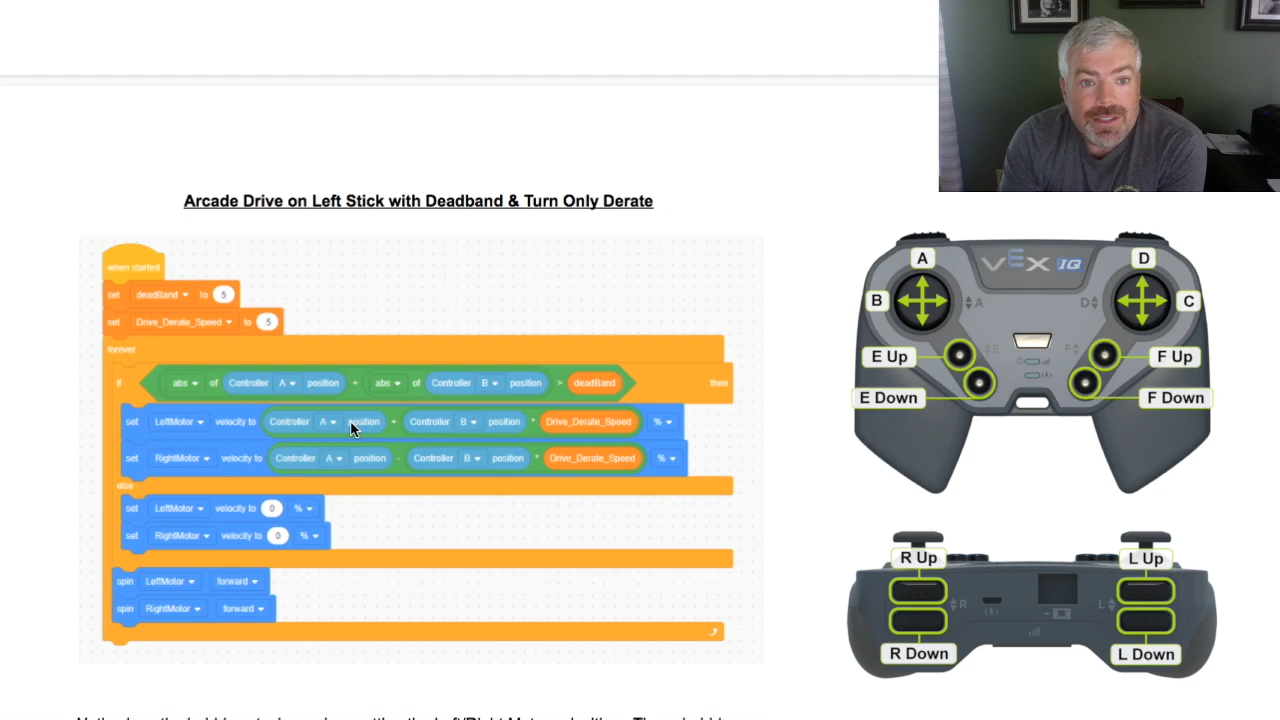 Arcade Drive on Left Stick with Deadband & Turn Only Derate
when started
set deadBand to 5
set Drive_Derate_Speed to .5
forever
if abs of Controller A position + abs of Controller B position > deadBand then
set LeftMotor velocity to Controller A position + Controller B position * Drive_Derate_Speed %
set RightMotor velocity to Controller A position - Controller B position * Drive_Derate_Speed %
else
set LeftMotor velocity to 0 %
set RightMotor velocity to 0 %
spin LeftMotor forward
spin RightMotor forward
A
D
VEX IQ
B
A
D
C
E Up
E
F
F Up
E Down
F Down
R Up
L Up
R
L
R Down
L Down